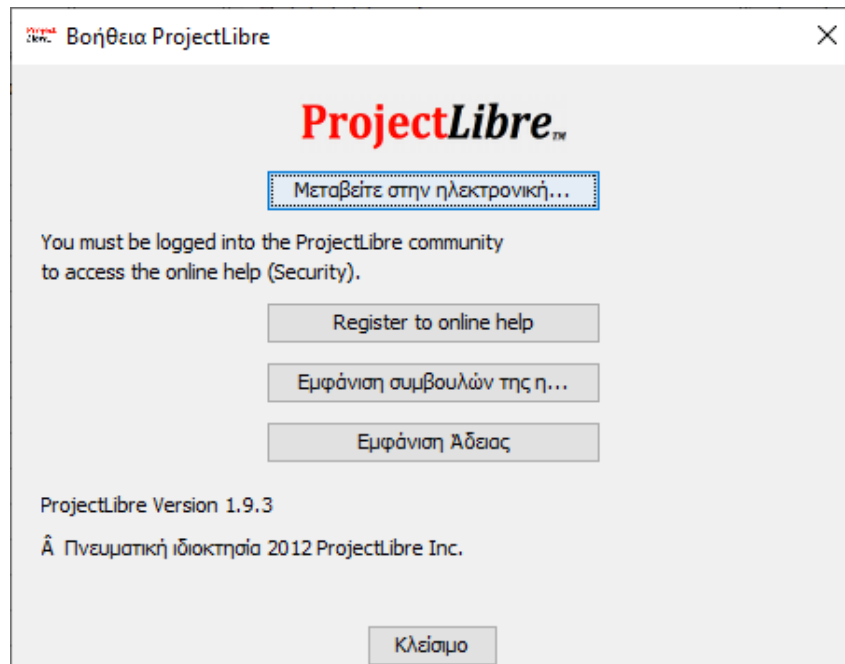 Βοήθεια ProjectLibre
ProjectLibre™
Μεταβείτε στην ηλεκτρονική...
You must be logged into the ProjectLibre community
to access the online help (Security).
Register to online help
Εμφάνιση συμβουλών της η...
Εμφάνιση Άδειας
ProjectLibre Version 1.9.3
Â Πνευματική ιδιοκτησία 2012 ProjectLibre Inc.
Κλείσιμο